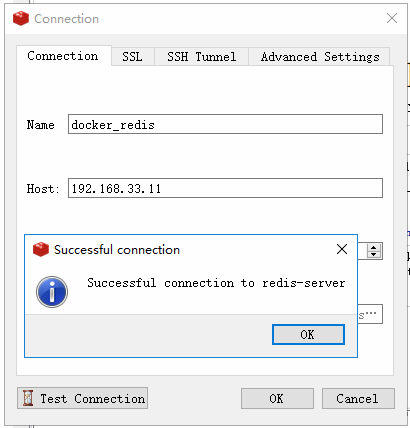 Connection
Connection SSL SSH Tunnel Advanced Settings
Name docker_redis
Host: 192.168.33.11
Successful connection
Successful connection to redis-server
OK
Test Connection OK Cancel